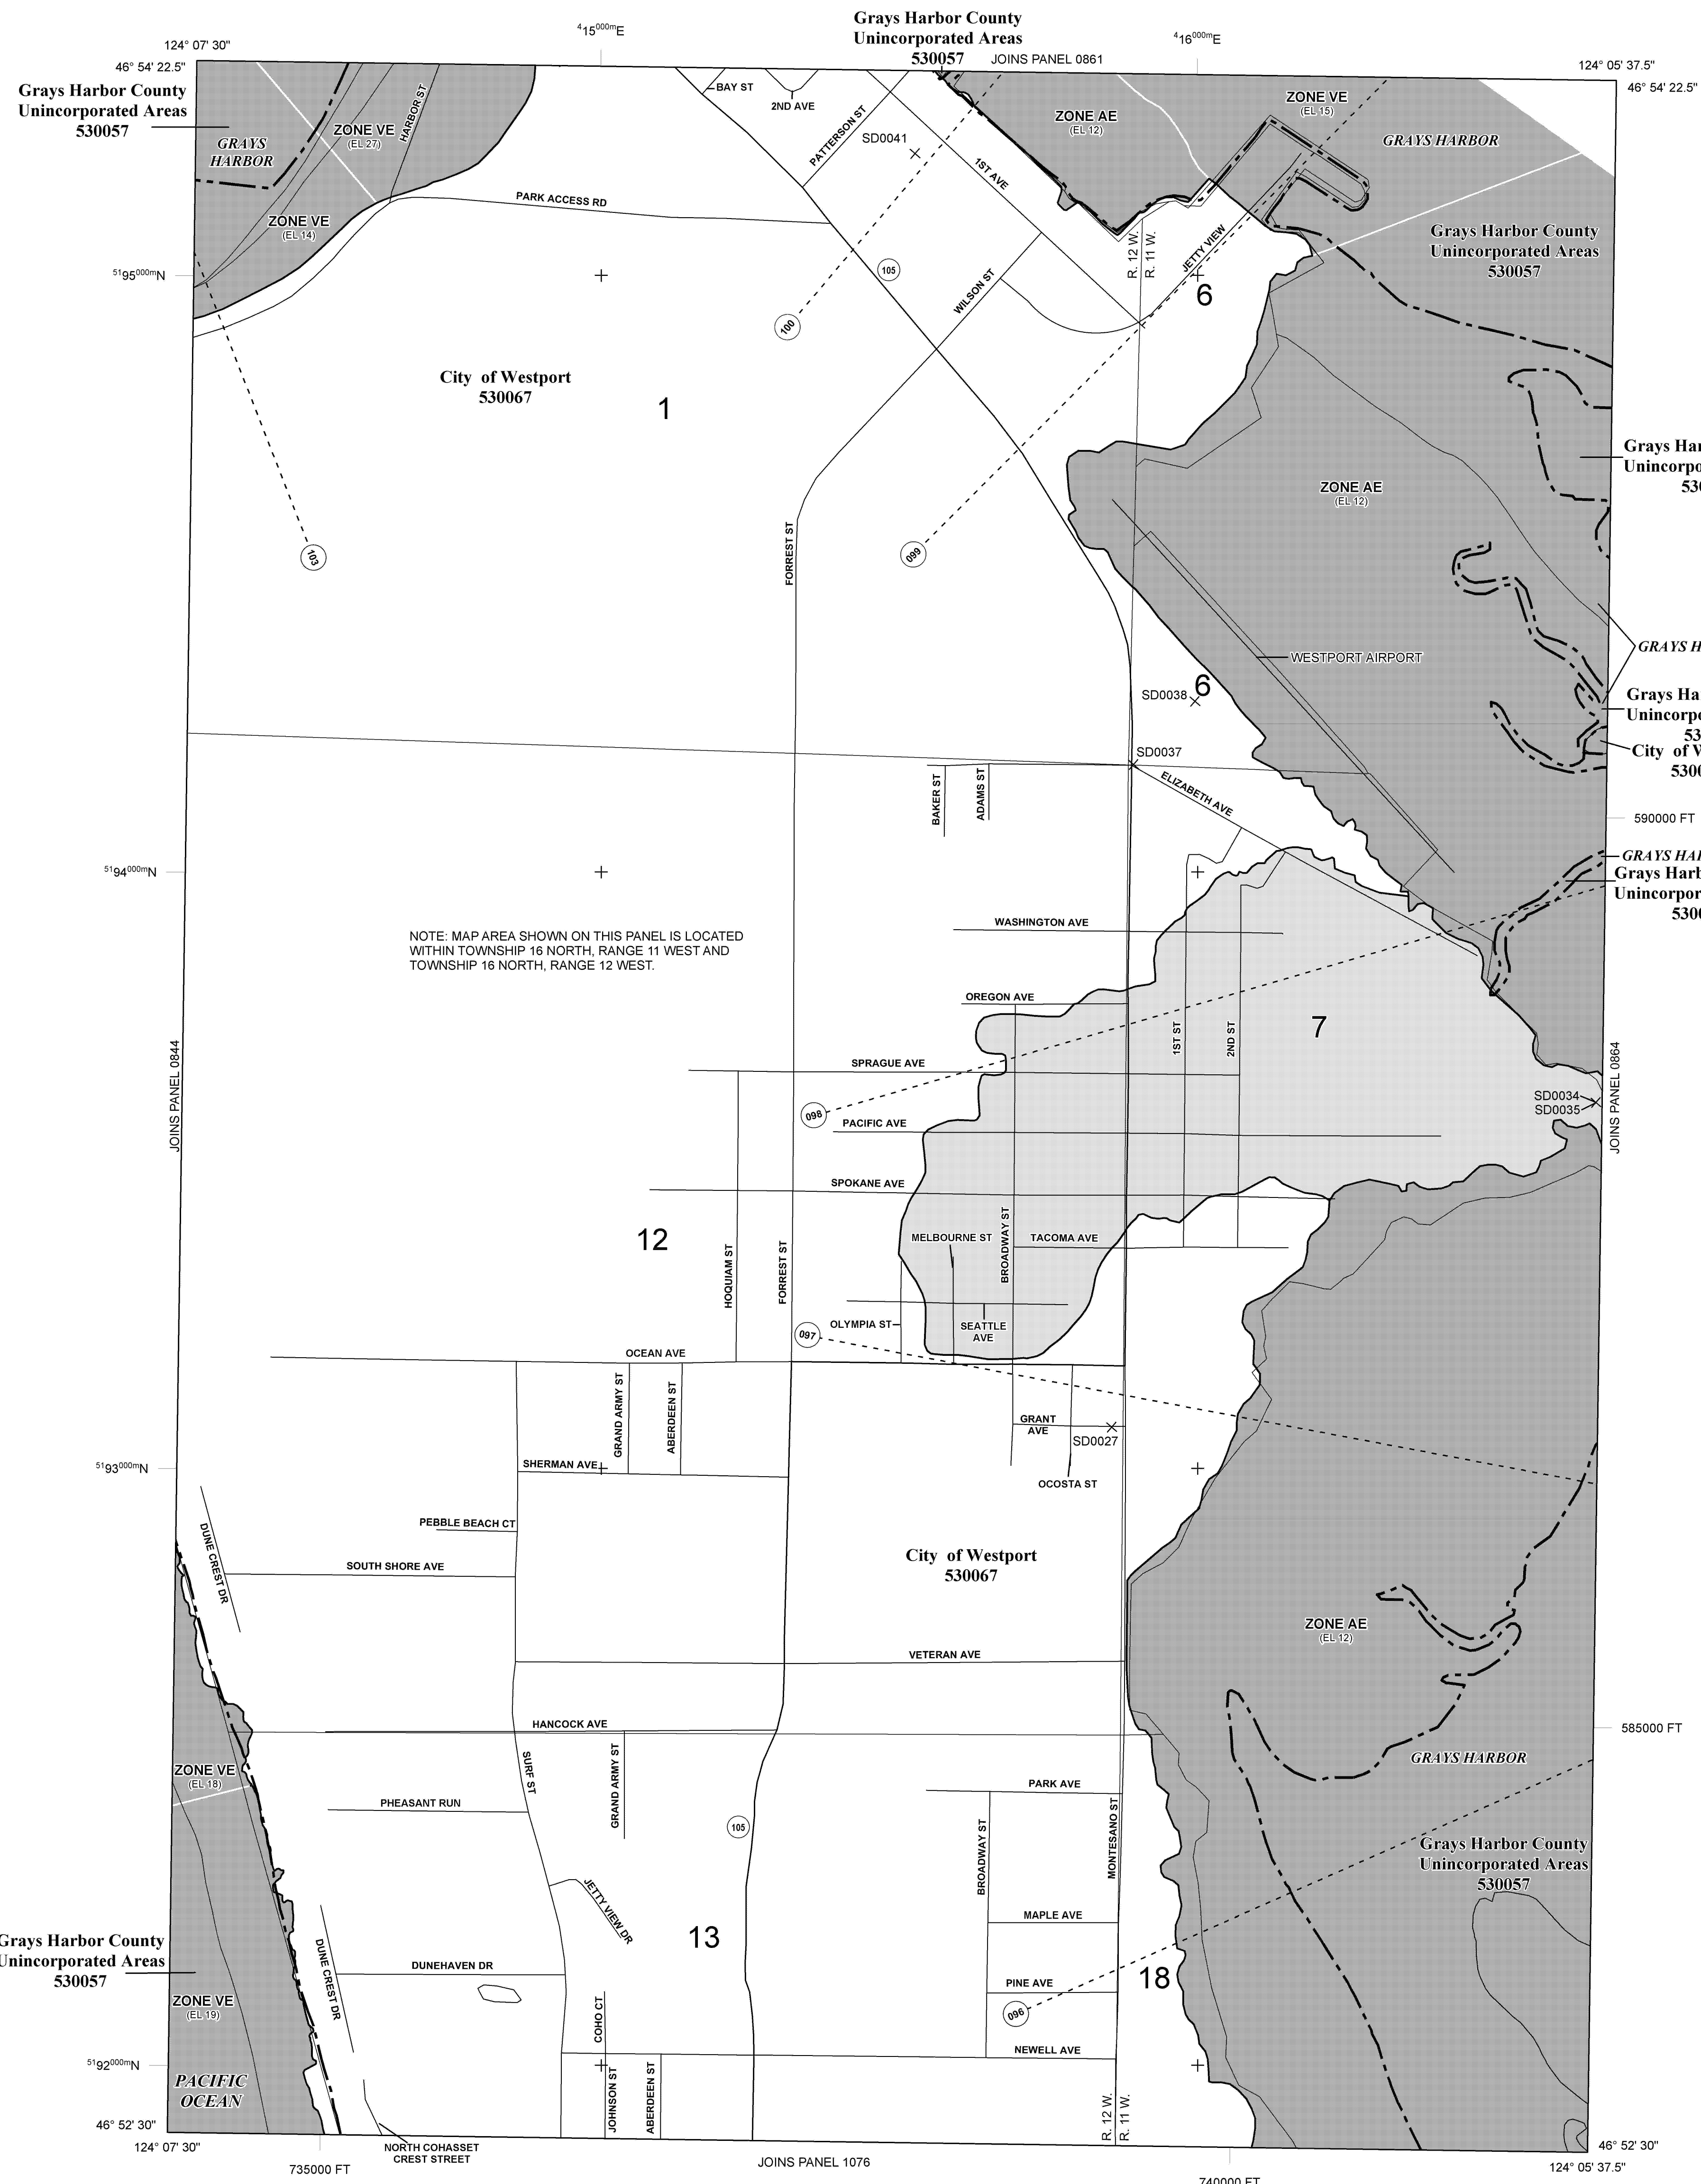 Grays Harbor County
Unincorporated Areas
530057
JOINS PANEL 0861
415000mE
416000mE
124° 07' 30"
46° 54' 22.5"
124° 05' 37.5"
46° 54' 22.5"
Grays Harbor County
Unincorporated Areas
530057
GRAYS
HARBOR
ZONE VE
(EL 27)
HARBOR ST
ZONE VE
(EL 14)
BAY ST
2ND AVE
PATTERSON ST
SD0041
1ST AVE
ZONE AE
(EL 12)
ZONE VE
(EL 15)
GRAYS HARBOR
Grays Harbor County
Unincorporated Areas
530057
PARK ACCESS RD
R. 12 W.
R. 11 W.
JETTY VIEW
5195000mN
105
WILSON ST
6
100
City of Westport
530067
1
ZONE AE
(EL 12)
FORREST ST
103
099
WESTPORT AIRPORT
GRAYS H
6
SD0038
SD0037
ELIZABETH AVE
BAKER ST
ADAMS ST
590000 FT
5194000mN
WASHINGTON AVE
NOTE: MAP AREA SHOWN ON THIS PANEL IS LOCATED
WITHIN TOWNSHIP 16 NORTH, RANGE 11 WEST AND
TOWNSHIP 16 NORTH, RANGE 12 WEST.
OREGON AVE
7
1ST ST
2ND ST
JOINS PANEL 0844
JOINS PANEL 0864
SPRAGUE AVE
098
SD0034
SD0035
PACIFIC AVE
SPOKANE AVE
12
HOQUIAM ST
FORREST ST
MELBOURNE ST
BROADWAY ST
TACOMA AVE
OLYMPIA ST
SEATTLE
AVE
097
OCEAN AVE
GRAND ARMY ST
ABERDEEN ST
GRANT
AVE
SD0027
SHERMAN AVE
OCOSTA ST
5193000mN
PEBBLE BEACH CT
DUNE CREST DR
SOUTH SHORE AVE
City of Westport
530067
ZONE AE
(EL 12)
VETERAN AVE
HANCOCK AVE
585000 FT
ZONE VE
(EL 18)
SURF ST
GRAND ARMY ST
GRAYS HARBOR
PARK AVE
PHEASANT RUN
105
BROADWAY ST
MONTESANO ST
Grays Harbor County
Unincorporated Areas
530057
JETTY VIEW DR
13
MAPLE AVE
Grays Harbor County
Unincorporated Areas
530057
DUNE CREST DR
DUNEHAVEN DR
18
PINE AVE
096
ZONE VE
(EL 19)
COHO CT
NEWELL AVE
5192000mN
PACIFIC
OCEAN
JOHNSON ST
ABERDEEN ST
R. 12 W.
R. 11 W.
46° 52' 30"
124° 07' 30"
NORTH COHASSET
CREST STREET
JOINS PANEL 1076
46° 52' 30"
124° 05' 37.5"
735000 FT
740000 FT